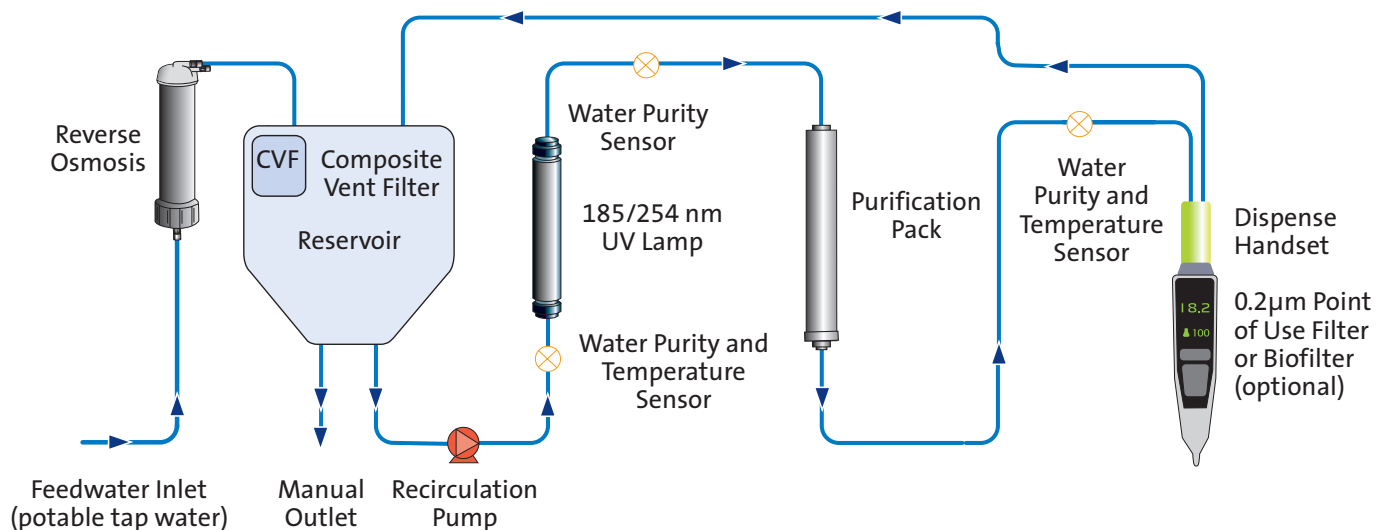 Reverse
Osmosis
CVF
Composite
Vent Filter
Reservoir
Water Purity
Sensor
185/254 nm
UV Lamp
Water Purity and
Temperature
Sensor
Purification
Pack
Water
Purity and
Temperature
Sensor
Dispense
Handset
18.2
100
0.2µm Point
of Use Filter
or Biofilter
(optional)
Feedwater Inlet
(potable tap water)
Manual
Outlet
Recirculation
Pump